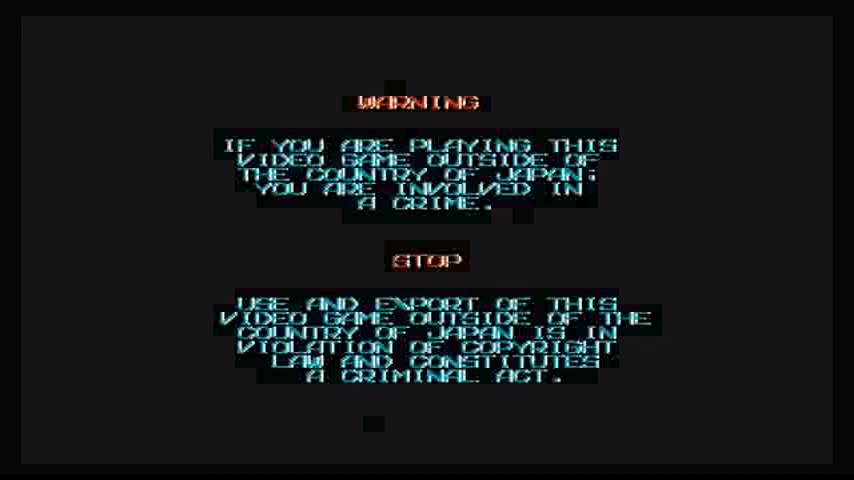 WARNING
IF YOU ARE PLAYING THIS
VIDEO GAME OUTSIDE OF
THE COUNTRY OF JAPAN,
YOU ARE INVOLVED IN
A CRIME.
STOP
USE AND EXPORT OF THIS
VIDEO GAME OUTSIDE OF THE
COUNTRY OF JAPAN IS IN
VIOLATION OF COPYRIGHT
LAW AND CONSTITUTES
A CRIMINAL ACT.